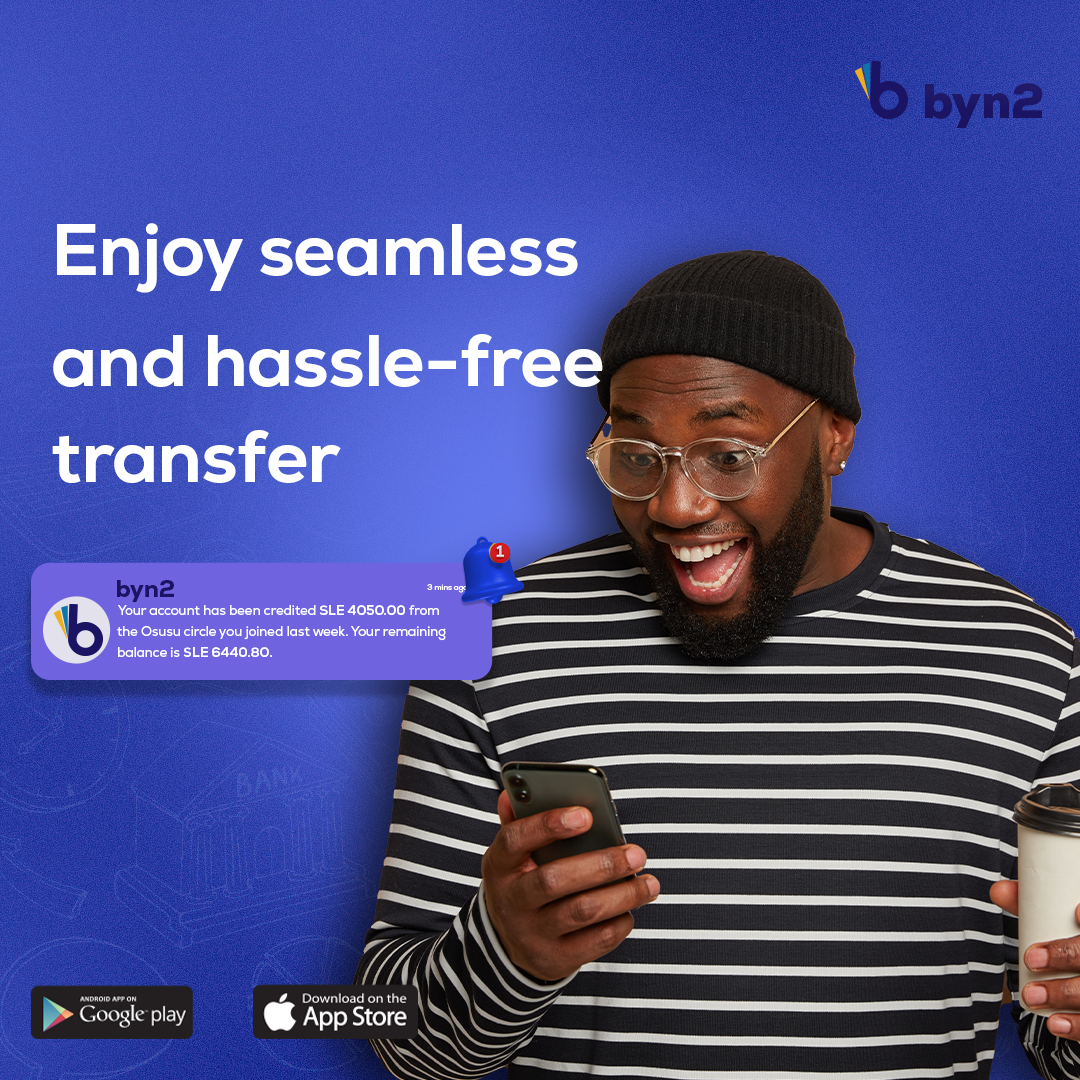 byn2
Enjoy seamless
and hassle-free
transfer
1
byn2
3 mins ago
Your account has been credited SLE 4050.00 from
the Osusu circle you joined last week. Your remaining
balance is SLE 6440.80.
BANK
ANDROID APP ON
Google play
Download on the
App Store